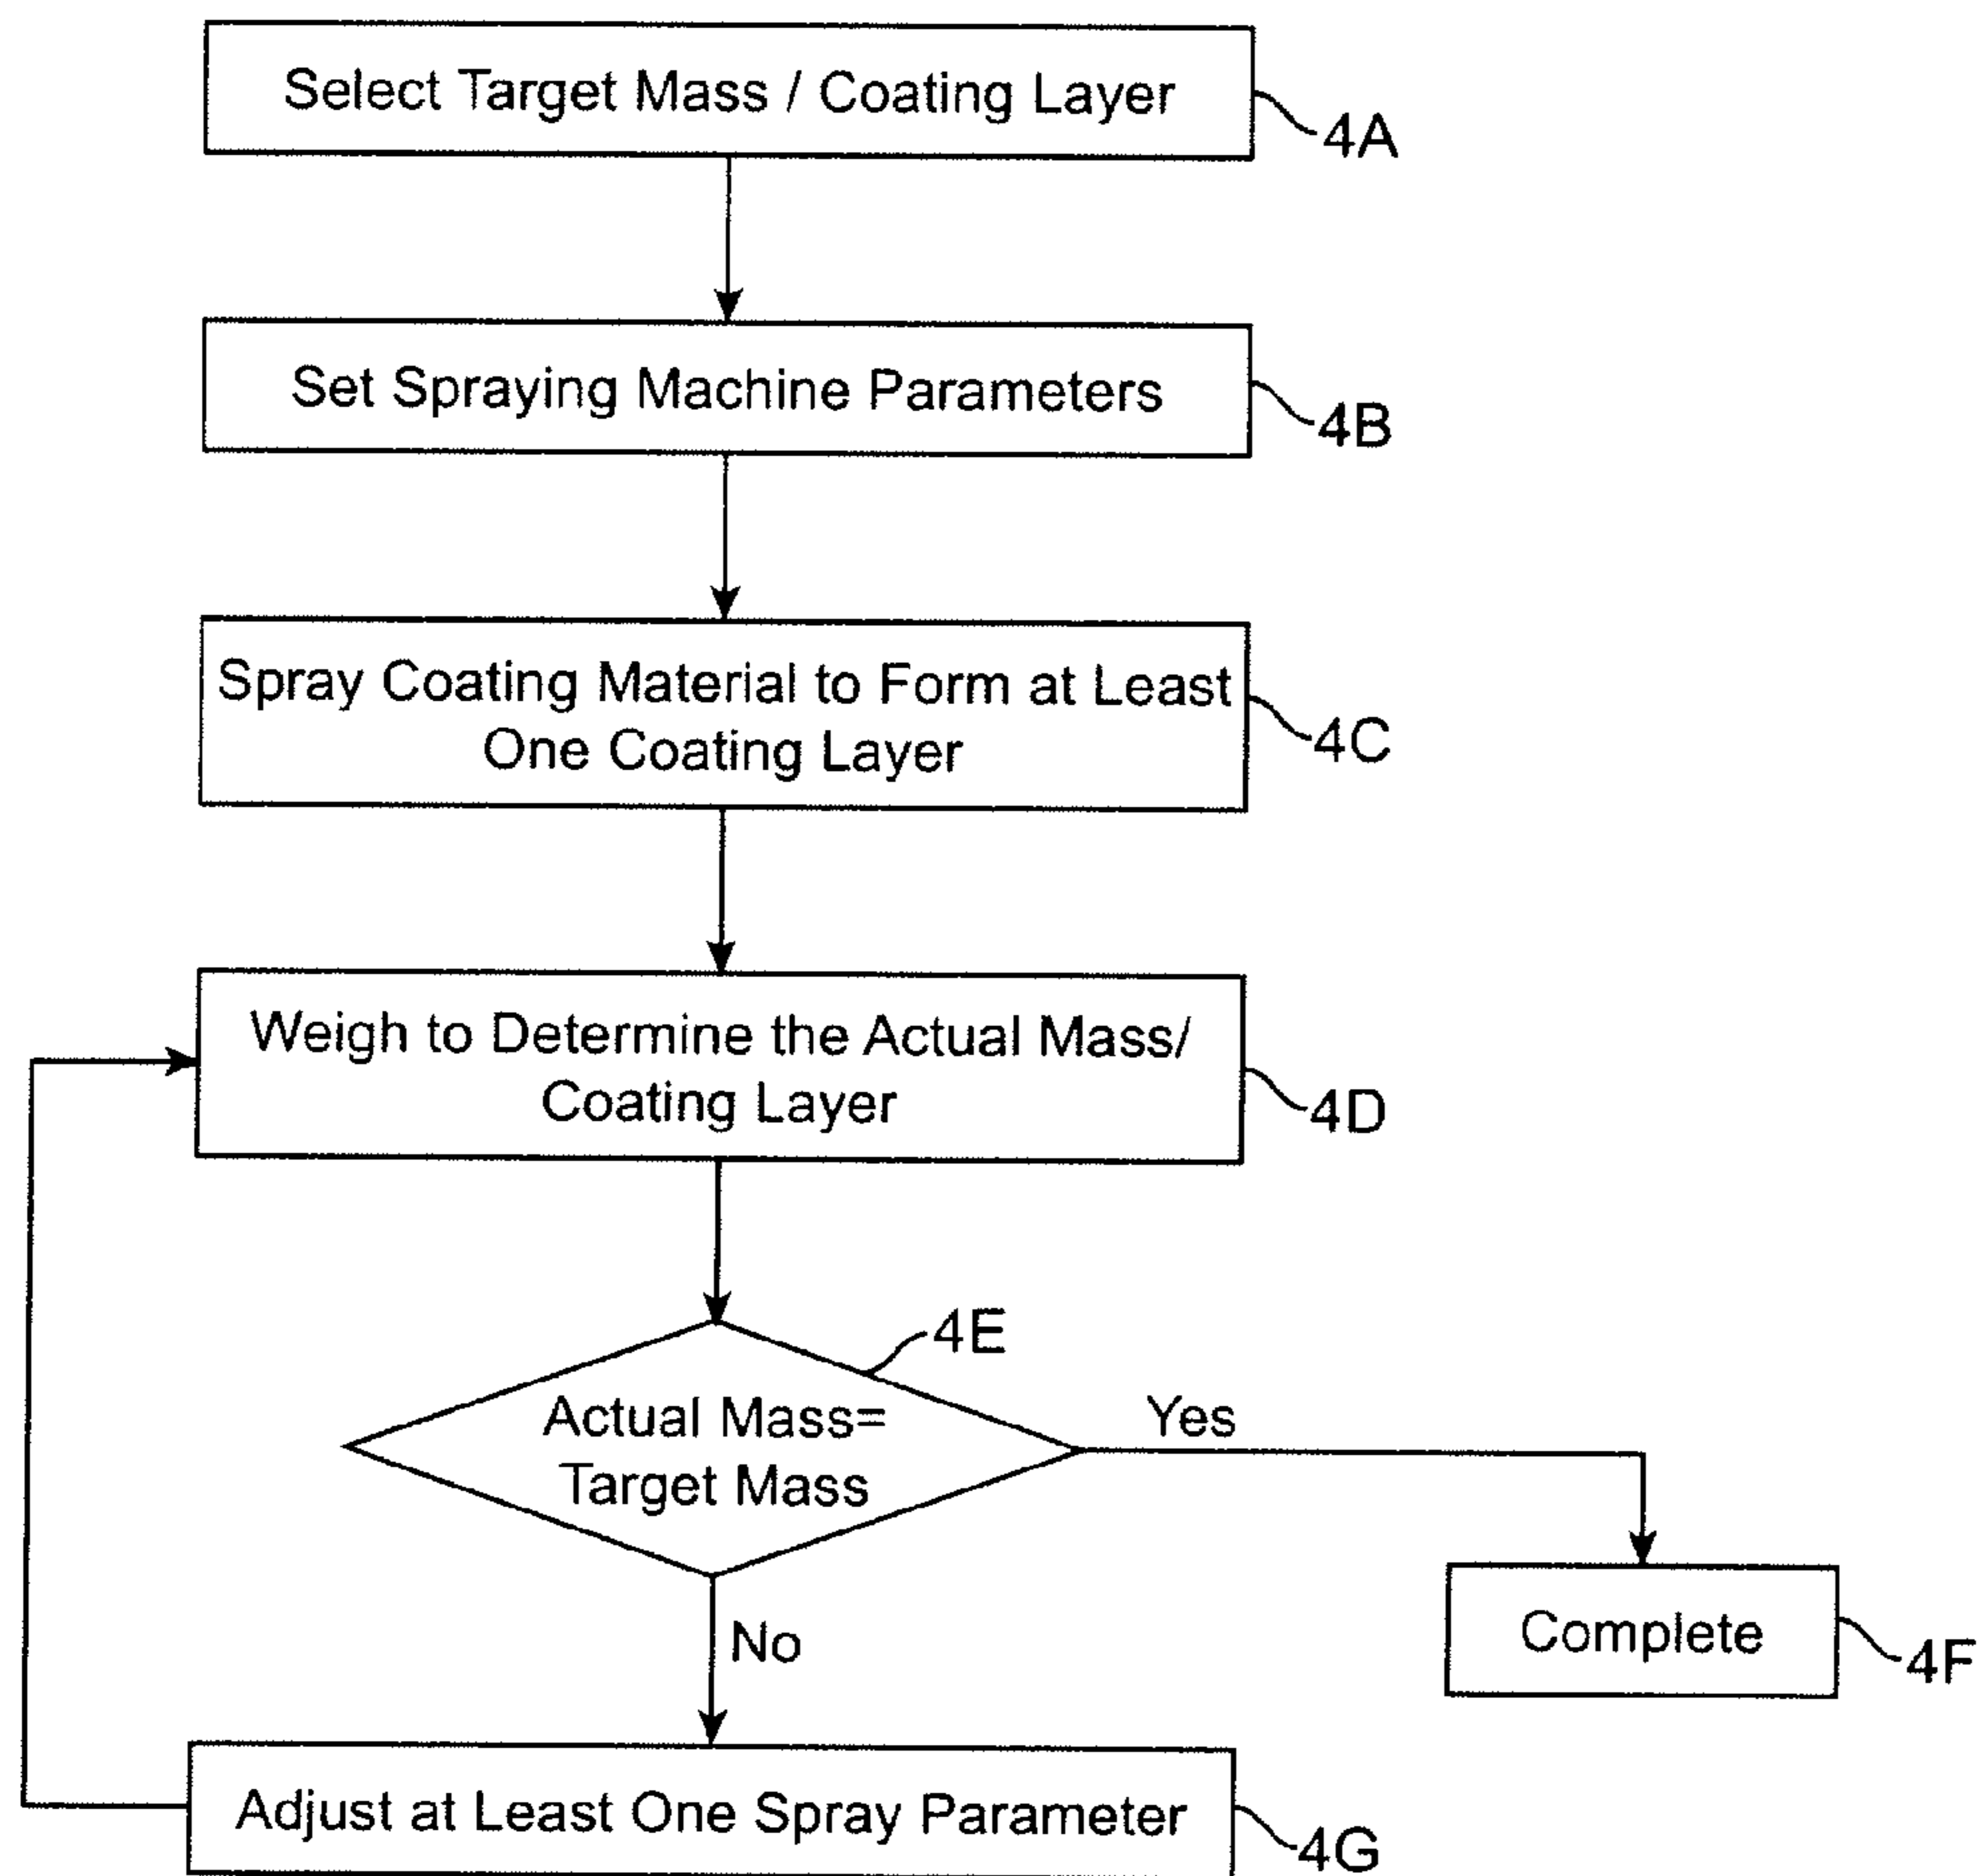 Select Target Mass / Coating Layer
4A
Set Spraying Machine Parameters
4B
Spray Coating Material to Form at Least
One Coating Layer
4C
Weigh to Determine the Actual Mass/
Coating Layer
4D
4E
Actual Mass=
Target Mass
Yes
No
Complete
4F
Adjust at Least One Spray Parameter
4G